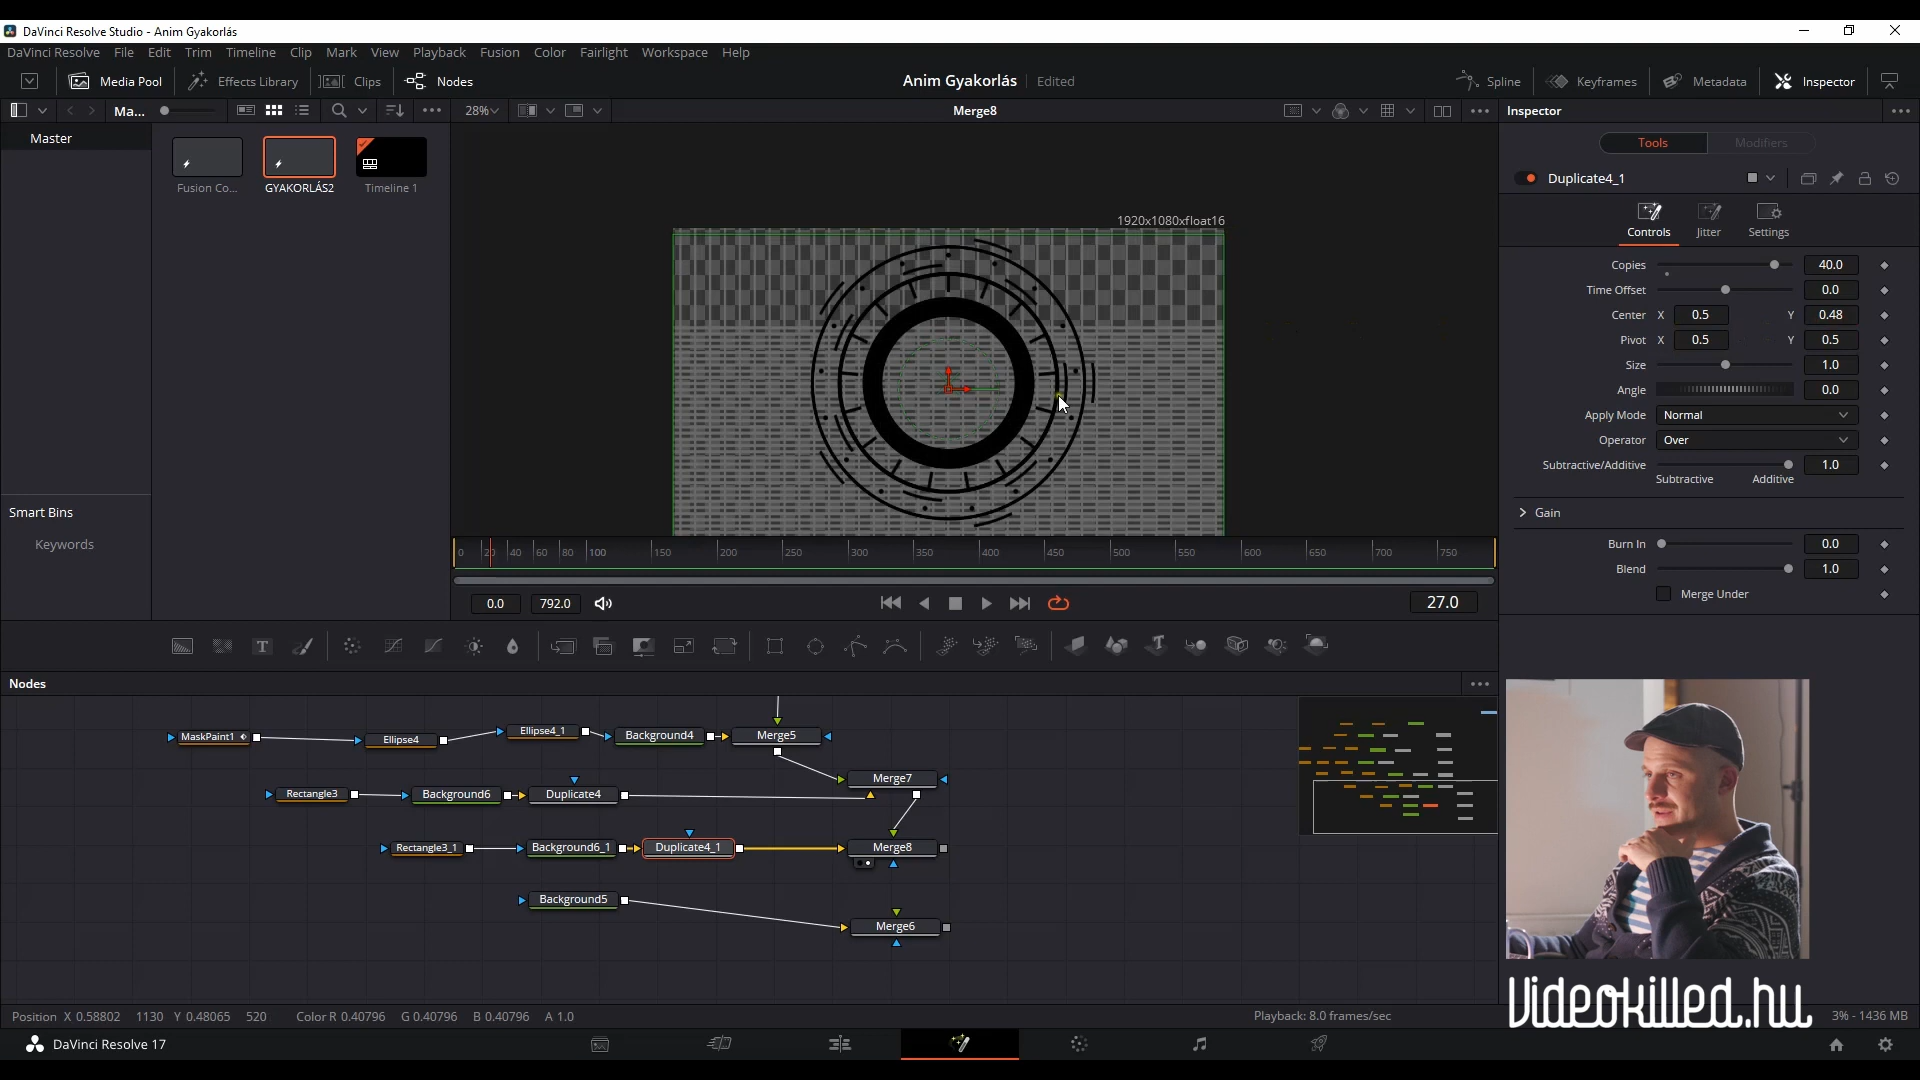 DaVinci Resolve Studio - Anim Gyakorlás
DaVinci Resolve File Edit Trim Timeline Clip Mark View Playback Fusion Color Fairlight Workspace Help
Media Pool Effects Library Clips Nodes Anim Gyakorlás Edited Spline Keyframes Metadata Inspector
Ma... 28% Merge8 Inspector
Master
Fusion Co... GYAKORLÁS2 Timeline 1
Tools Modifiers
Duplicate4_1
Controls Jitter Settings
1920x1080xfloat16
Copies 40.0
Time Offset 0.0
Center X 0.5 Y 0.48
Pivot X 0.5 Y 0.5
Size 1.0
Angle 0.0
Apply Mode Normal
Operator Over
Subtractive/Additive 1.0
Subtractive Additive
Gain
Burn In 0.0
Blend 1.0
Merge Under
Smart Bins
Keywords
0 20 40 60 80 100 150 200 250 300 350 400 450 500 550 600 650 700 750
0.0 792.0 27.0
Nodes
MaskPaint1 Ellipse4 Ellipse4_1 Background4 Merge5
Merge7
Rectangle3 Background6 Duplicate4
Rectangle3_1 Background6_1 Duplicate4_1 Merge8
Background5
Merge6
Videokilled.hu
Position X 0.58802 1130 Y 0.48065 520 Color R 0.40796 G 0.40796 B 0.40796 A 1.0 Playback: 8.0 frames/sec 3% - 1436 MB
DaVinci Resolve 17